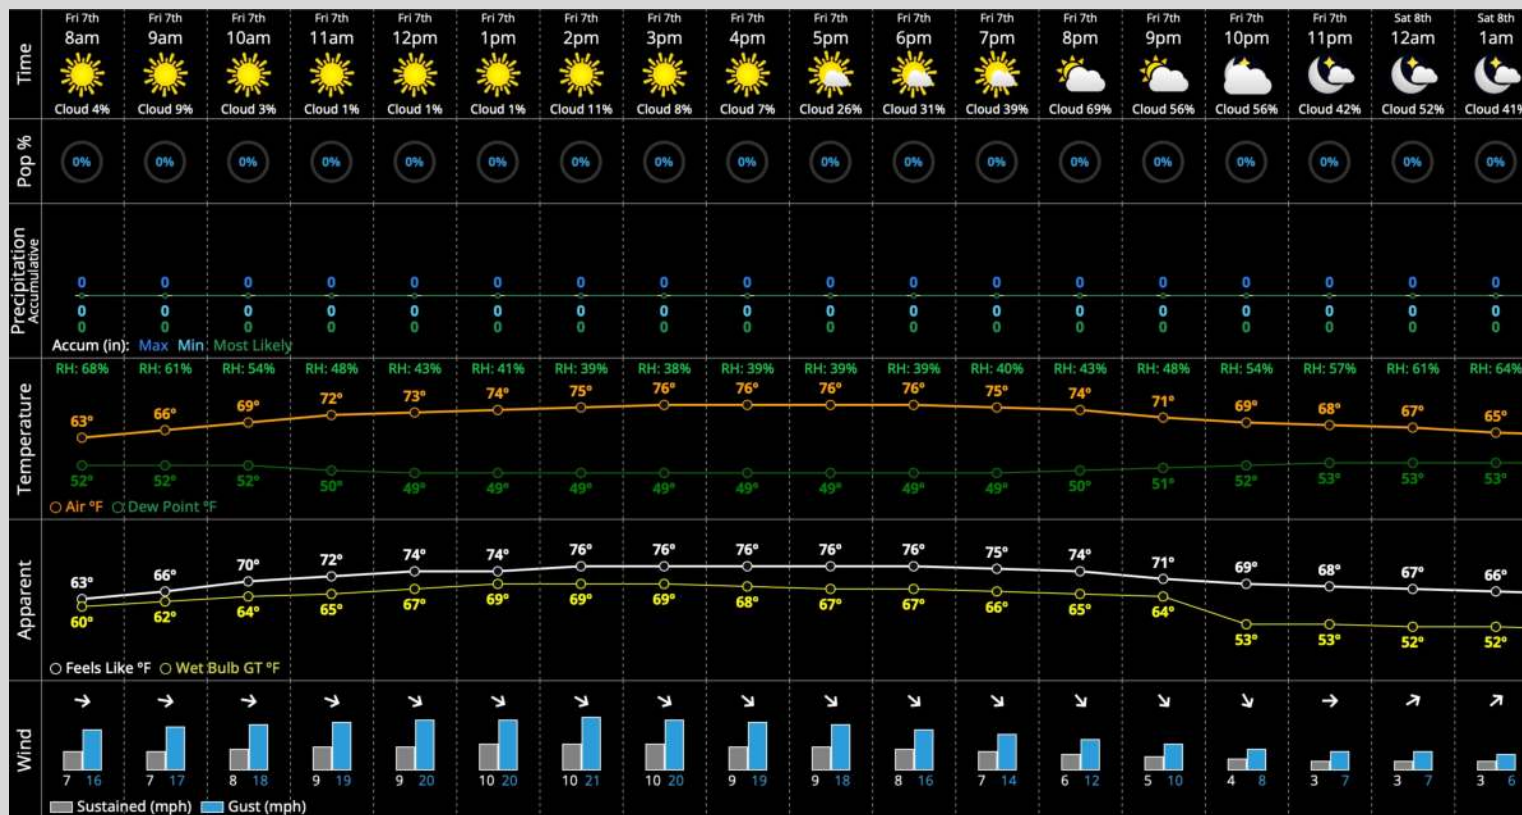 Time
Fri 7th Fri 7th Fri 7th Fri 7th Fri 7th Fri 7th Fri 7th Fri 7th Fri 7th Fri 7th Fri 7th Fri 7th Fri 7th Fri 7th Fri 7th Fri 7th Sat 8th Sat 8th
8am 9am 10am 11am 12pm 1pm 2pm 3pm 4pm 5pm 6pm 7pm 8pm 9pm 10pm 11pm 12am 1am
Cloud 4% Cloud 9% Cloud 3% Cloud 1% Cloud 1% Cloud 1% Cloud 11% Cloud 8% Cloud 7% Cloud 26% Cloud 31% Cloud 39% Cloud 69% Cloud 56% Cloud 56% Cloud 42% Cloud 52% Cloud 41%
Pop %
0% 0% 0% 0% 0% 0% 0% 0% 0% 0% 0% 0% 0% 0% 0% 0% 0% 0%
Precipitation
Accumulative
0 0 0 0 0 0 0 0 0 0 0 0 0 0 0 0 0 0
0 0 0 0 0 0 0 0 0 0 0 0 0 0 0 0 0 0
0 0 0 0 0 0 0 0 0 0 0 0 0 0 0 0 0 0
Accum (in): Max Min Most Likely
Temperature
RH: 68% RH: 61% RH: 54% RH: 48% RH: 43% RH: 41% RH: 39% RH: 38% RH: 39% RH: 39% RH: 39% RH: 40% RH: 43% RH: 48% RH: 54% RH: 57% RH: 61% RH: 64%
63° 66° 69° 72° 73° 74° 75° 76° 76° 76° 76° 75° 74° 71° 69° 68° 67° 65°
52° 52° 52° 50° 49° 49° 49° 49° 49° 49° 49° 49° 50° 51° 52° 53° 53° 53°
Air °F Dew Point °F
Apparent
63° 66° 70° 72° 74° 74° 76° 76° 76° 76° 76° 75° 74° 71° 69° 68° 67° 66°
60° 62° 64° 65° 67° 69° 69° 69° 68° 67° 67° 66° 65° 64° 53° 53° 52° 52°
Feels Like °F Wet Bulb GT °F
Wind
7 16 7 17 8 18 9 19 9 20 10 20 10 21 10 20 9 19 9 18 8 16 7 14 6 12 5 10 4 8 3 7 3 7 3 6
Sustained (mph) Gust (mph)